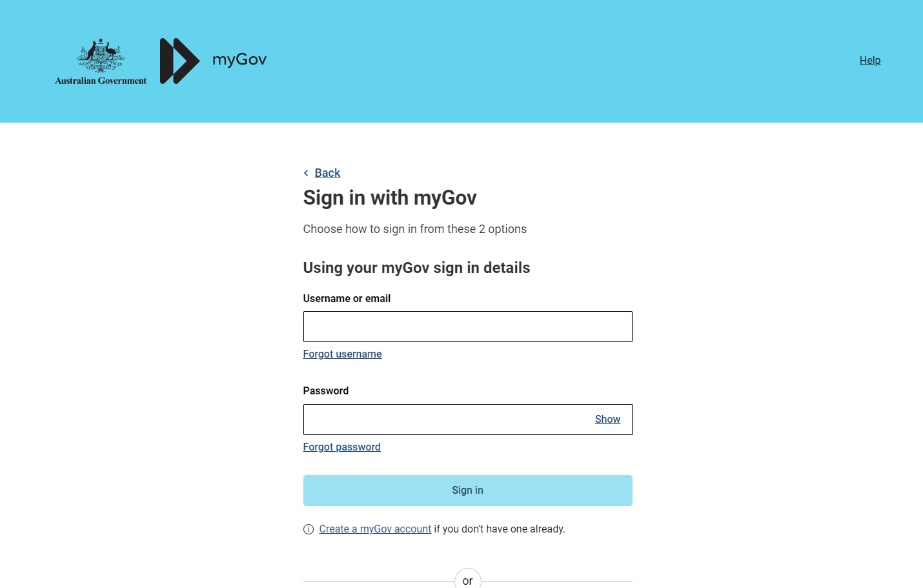 Australian Government
myGov
Help
Back
Sign in with myGov
Choose how to sign in from these 2 options
Using your myGov sign in details
Username or email
Forgot username
Password
Show
Forgot password
Sign in
Create a myGov account if you don't have one already.
or